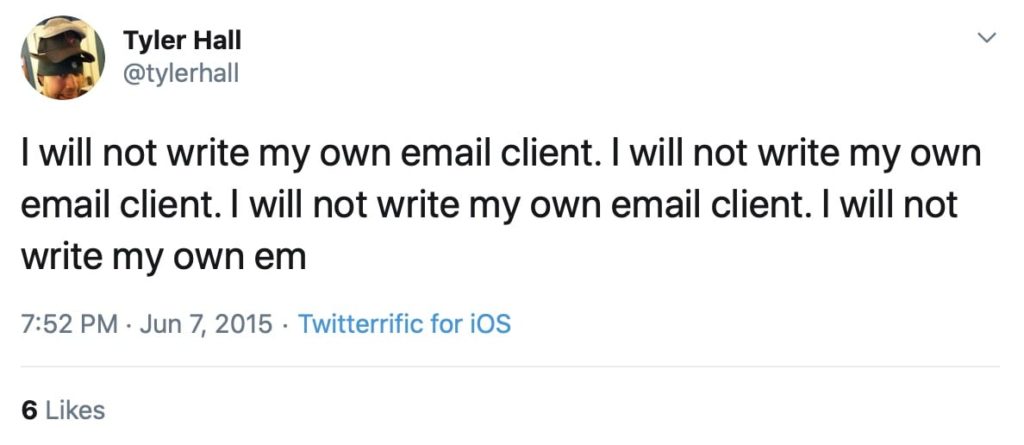 Tyler Hall
@tylerhall
I will not write my own email client. I will not write my own
email client. I will not write my own email client. I will not
write my own em
7:52 PM · Jun 7, 2015 · Twitterrific for iOS
6 Likes